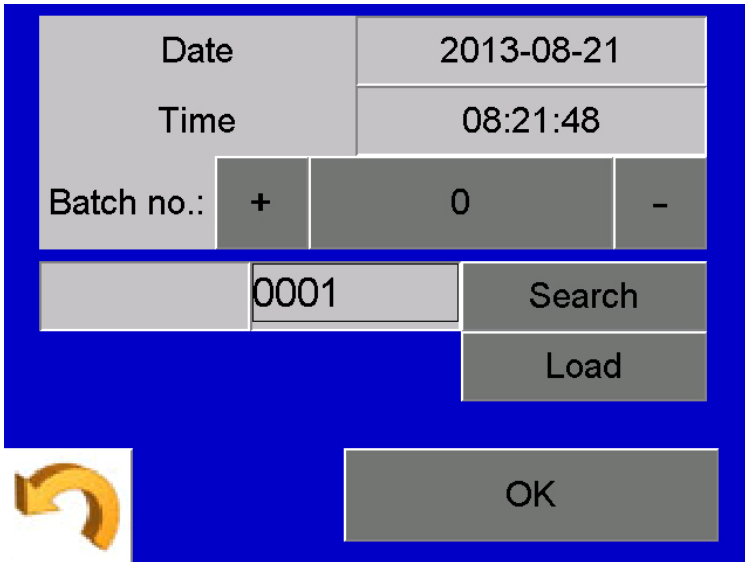 Date 2013-08-21
Time 08:21:48
Batch no.: + 0 -
0001 Search
Load
OK